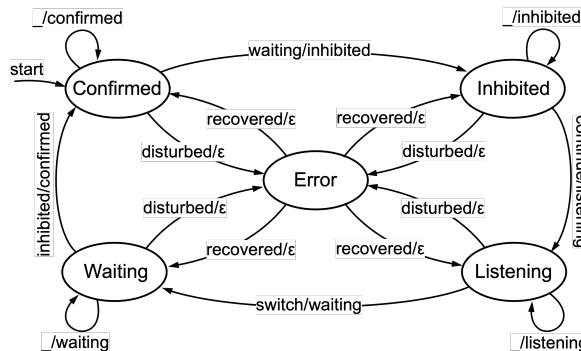 _/confirmed
_/inhibited
waiting/inhibited
start
Confirmed
Inhibited
recovered/ε
recovered/ε
disturbed/ε
disturbed/ε
inhibited/confirmed
Error
disturbed/ε
disturbed/ε
recovered/ε
recovered/ε
Waiting
Listening
switch/waiting
_/waiting
_/listening